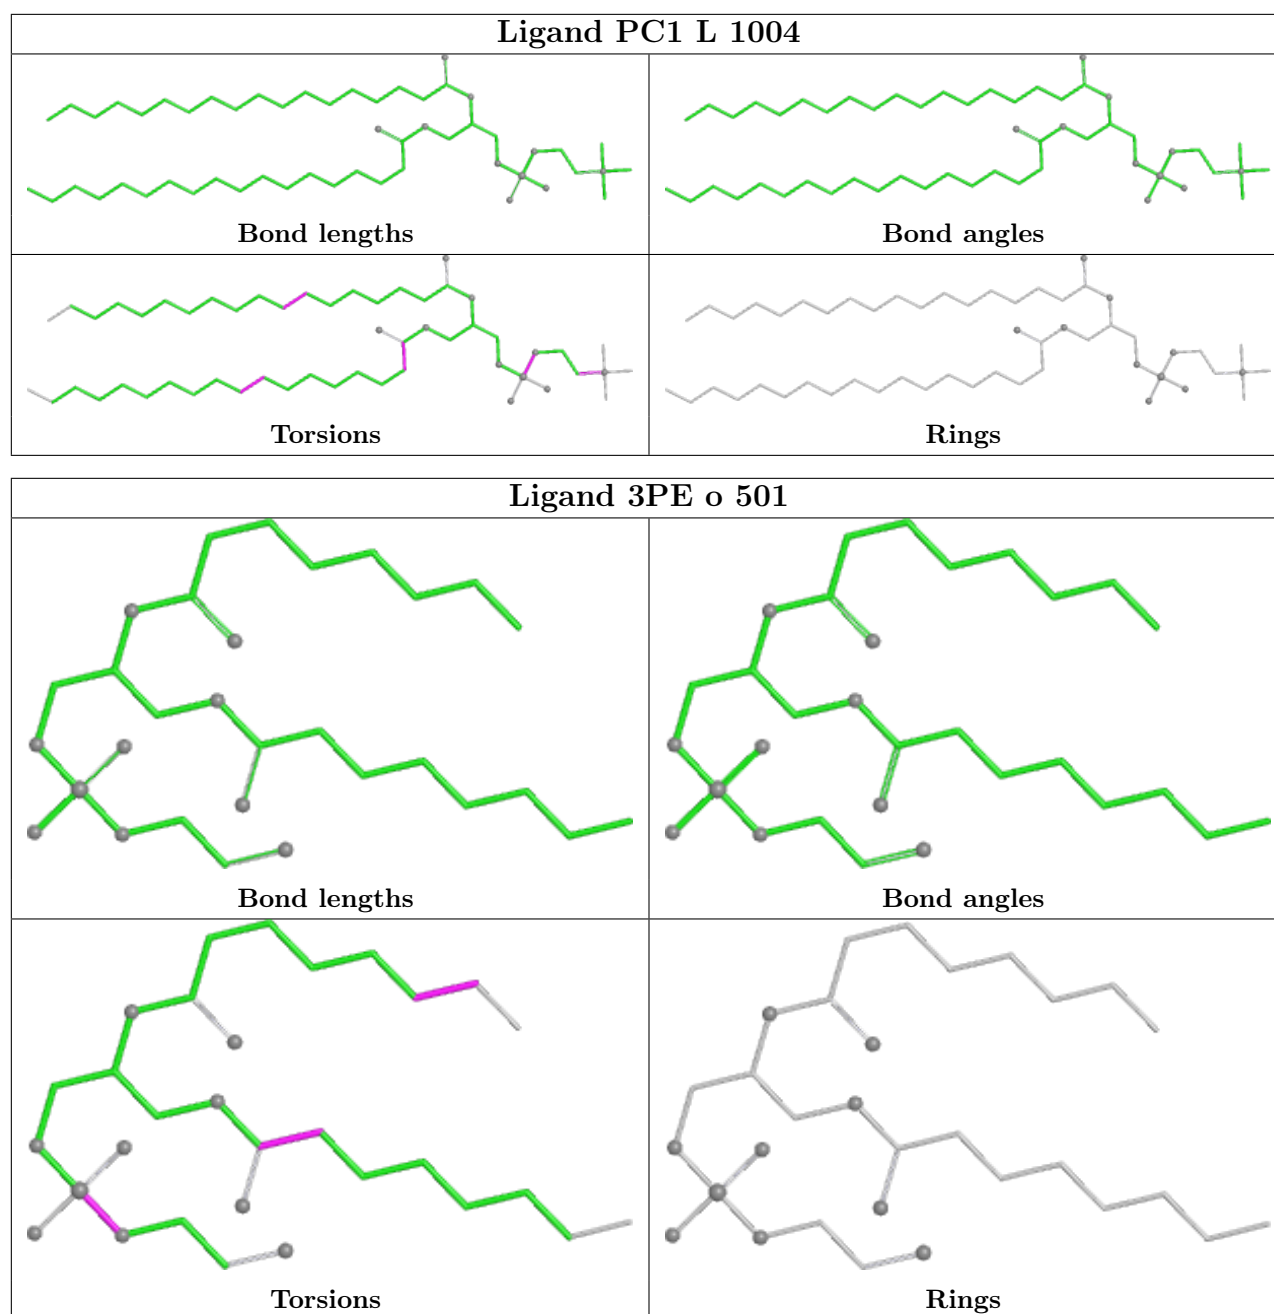 Ligand PC1 L 1004
Bond lengths
Bond angles
Torsions
Rings
Ligand 3PE o 501
Bond lengths
Bond angles
Torsions
Rings